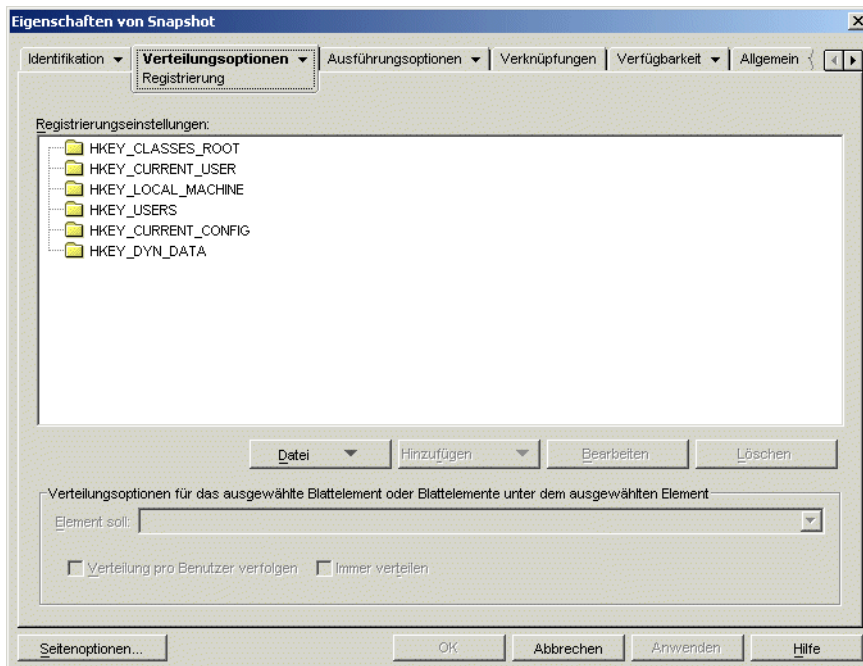 Eigenschaften von Snapshot
Identifikation Verteilungsoptionen Ausführungsoptionen Verknüpfungen Verfügbarkeit Allgemein
Registrierung
Registrierungseinstellungen:
HKEY_CLASSES_ROOT
HKEY_CURRENT_USER
HKEY_LOCAL_MACHINE
HKEY_USERS
HKEY_CURRENT_CONFIG
HKEY_DYN_DATA
Datei Hinzufügen Bearbeiten Löschen
Verteilungsoptionen für das ausgewählte Blattelement oder Blattelemente unter dem ausgewählten Element
Element soll:
Verteilung pro Benutzer verfolgen Immer verteilen
Seitenoptionen... OK Abbrechen Anwenden Hilfe